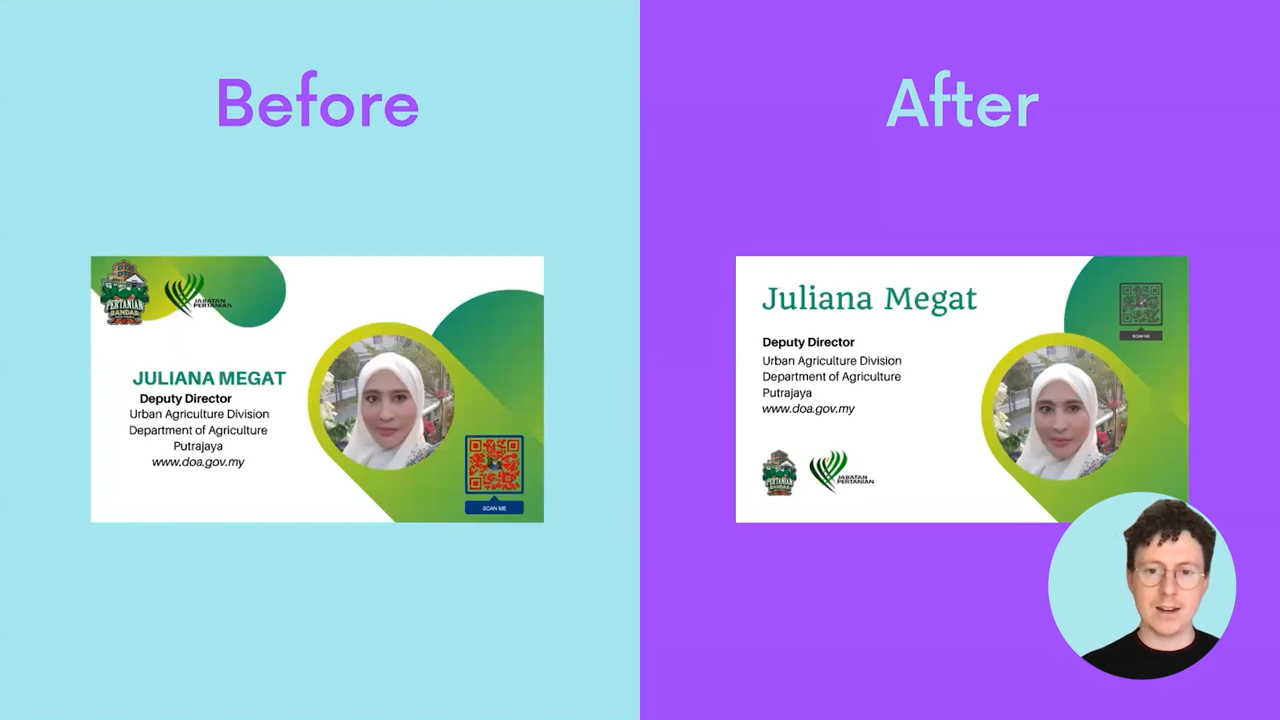 Before
PERTANIAN
BANDAR
JABATAN
PERTANIAN
JULIANA MEGAT
Deputy Director
Urban Agriculture Division
Department of Agriculture
Putrajaya
www.doa.gov.my
SCAN ME
After
Juliana Megat
Deputy Director
Urban Agriculture Division
Department of Agriculture
Putrajaya
www.doa.gov.my
SCAN ME
PERTANIAN
BANDAR
JABATAN
PERTANIAN